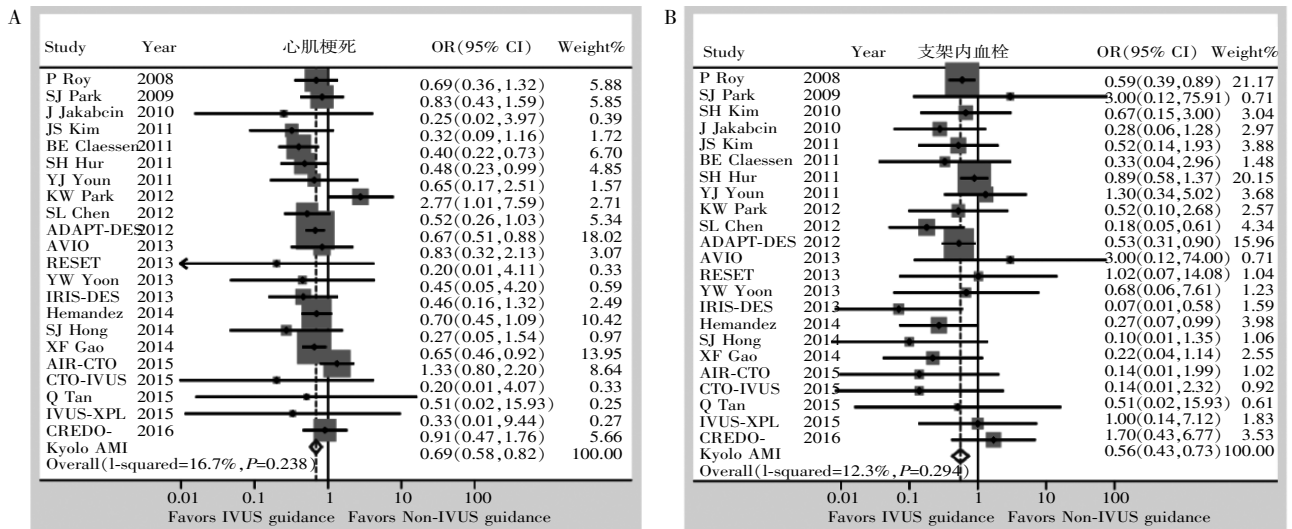 A
Study Year 心肌梗死 OR(95% CI) Weight%
P Roy 2008 0.69(0.36,1.32) 5.88
SJ Park 2009 0.83(0.43,1.59) 5.85
J Jakabcin 2010 0.25(0.02,3.97) 0.39
JS Kim 2011 0.32(0.09,1.16) 1.72
BE Claessen 2011 0.40(0.22,0.73) 6.70
SH Hur 2011 0.48(0.23,0.99) 4.85
YJ Youn 2011 0.65(0.17,2.51) 1.57
KW Park 2012 2.77(1.01,7.59) 2.71
SL Chen 2012 0.52(0.26,1.03) 5.34
ADAPT-DES 2012 0.67(0.51,0.88) 18.02
AVIO 2013 0.83(0.32,2.13) 3.07
RESET 2013 0.20(0.01,4.11) 0.33
YW Yoon 2013 0.45(0.05,4.20) 0.59
IRIS-DES 2013 0.46(0.16,1.32) 2.49
Hemandez 2014 0.70(0.45,1.09) 10.42
SJ Hong 2014 0.27(0.05,1.54) 0.97
XF Gao 2014 0.65(0.46,0.92) 13.95
AIR-CTO 2015 1.33(0.80,2.20) 8.64
CTO-IVUS 2015 0.20(0.01,4.07) 0.33
Q Tan 2015 0.51(0.02,15.93) 0.25
IVUS-XPL 2015 0.33(0.01,9.44) 0.27
CREDO- 2016 0.91(0.47,1.76) 5.66
Kyolo AMI
Overall(l-squared=16.7%,P=0.238) 0.69(0.58,0.82) 100.00
0.01 0.1 1 10 100
Favors IVUS guidance Favors Non-IVUS guidance
B
Study Year 支架内血栓 OR(95% CI) Weight%
P Roy 2008 0.59(0.39,0.89) 21.17
SJ Park 2009 3.00(0.12,75.91) 0.71
SH Kim 2010 0.67(0.15,3.00) 3.04
J Jakabcin 2010 0.28(0.06,1.28) 2.97
JS Kim 2011 0.52(0.14,1.93) 3.88
BE Claessen 2011 0.33(0.04,2.96) 1.48
SH Hur 2011 0.89(0.58,1.37) 20.15
YJ Youn 2011 1.30(0.34,5.02) 3.68
KW Park 2012 0.52(0.10,2.68) 2.57
SL Chen 2012 0.18(0.05,0.61) 4.34
ADAPT-DES 2012 0.53(0.31,0.90) 15.96
AVIO 2013 3.00(0.12,74.00) 0.71
RESET 2013 1.02(0.07,14.08) 1.04
YW Yoon 2013 0.68(0.06,7.61) 1.23
IRIS-DES 2013 0.07(0.01,0.58) 1.59
Hemandez 2014 0.27(0.07,0.99) 3.98
SJ Hong 2014 0.10(0.01,1.35) 1.06
XF Gao 2014 0.22(0.04,1.14) 2.55
AIR-CTO 2015 0.14(0.01,1.99) 1.02
CTO-IVUS 2015 0.14(0.01,2.32) 0.92
Q Tan 2015 0.51(0.02,15.93) 0.61
IVUS-XPL 2015 1.00(0.14,7.12) 1.83
CREDO- 2016 1.70(0.43,6.77) 3.53
Kyolo AMI 0.56(0.43,0.73) 100.00
Overall(l-squared=12.3%,P=0.294)
0.01 0.1 1 10 100
Favors IVUS guidance Favors Non-IVUS guidance